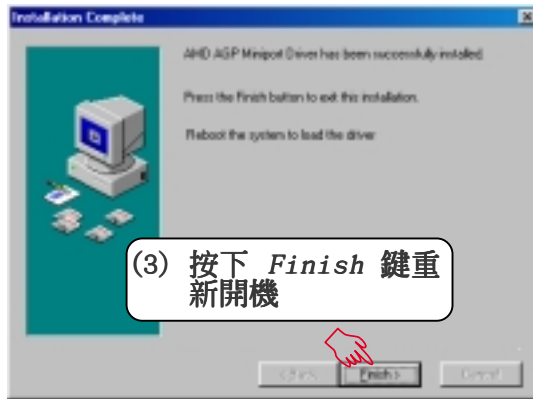 Installation Complete
AMD AGP Miniport Driver has been successfully installed.
Press the Finish button to exit this installation.
Reboot the system to load the driver
(3) 按下 Finish 鍵重
新開機
< Back
Finish >
Cancel